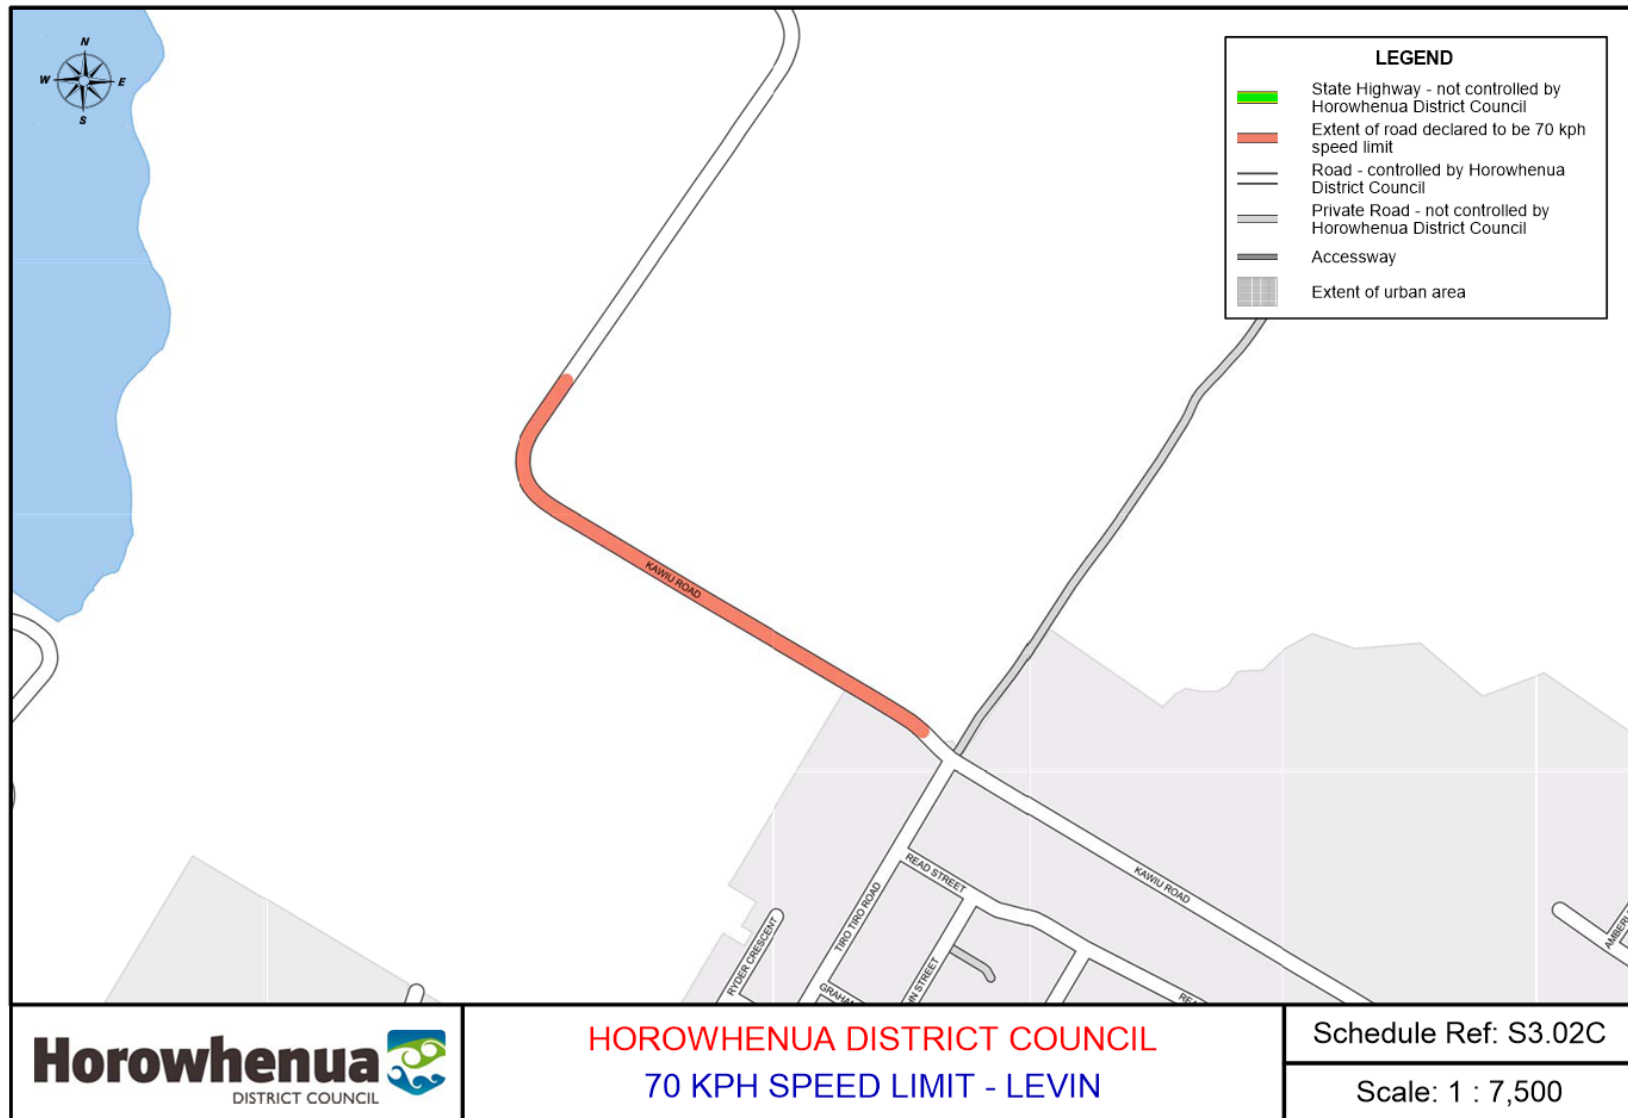 N
W
E
S
LEGEND
State Highway - not controlled by
Horowhenua District Council
Extent of road declared to be 70 kph
speed limit
Road - controlled by Horowhenua
District Council
Private Road - not controlled by
Horowhenua District Council
Accessway
Extent of urban area
KAWIU ROAD
KAWIU ROAD
READ STREET
TIRO TIRO ROAD
RYDER CRESCENT
STREET
Horowhenua
DISTRICT COUNCIL
HOROWHENUA DISTRICT COUNCIL
70 KPH SPEED LIMIT - LEVIN
Schedule Ref: S3.02C
Scale: 1 : 7,500